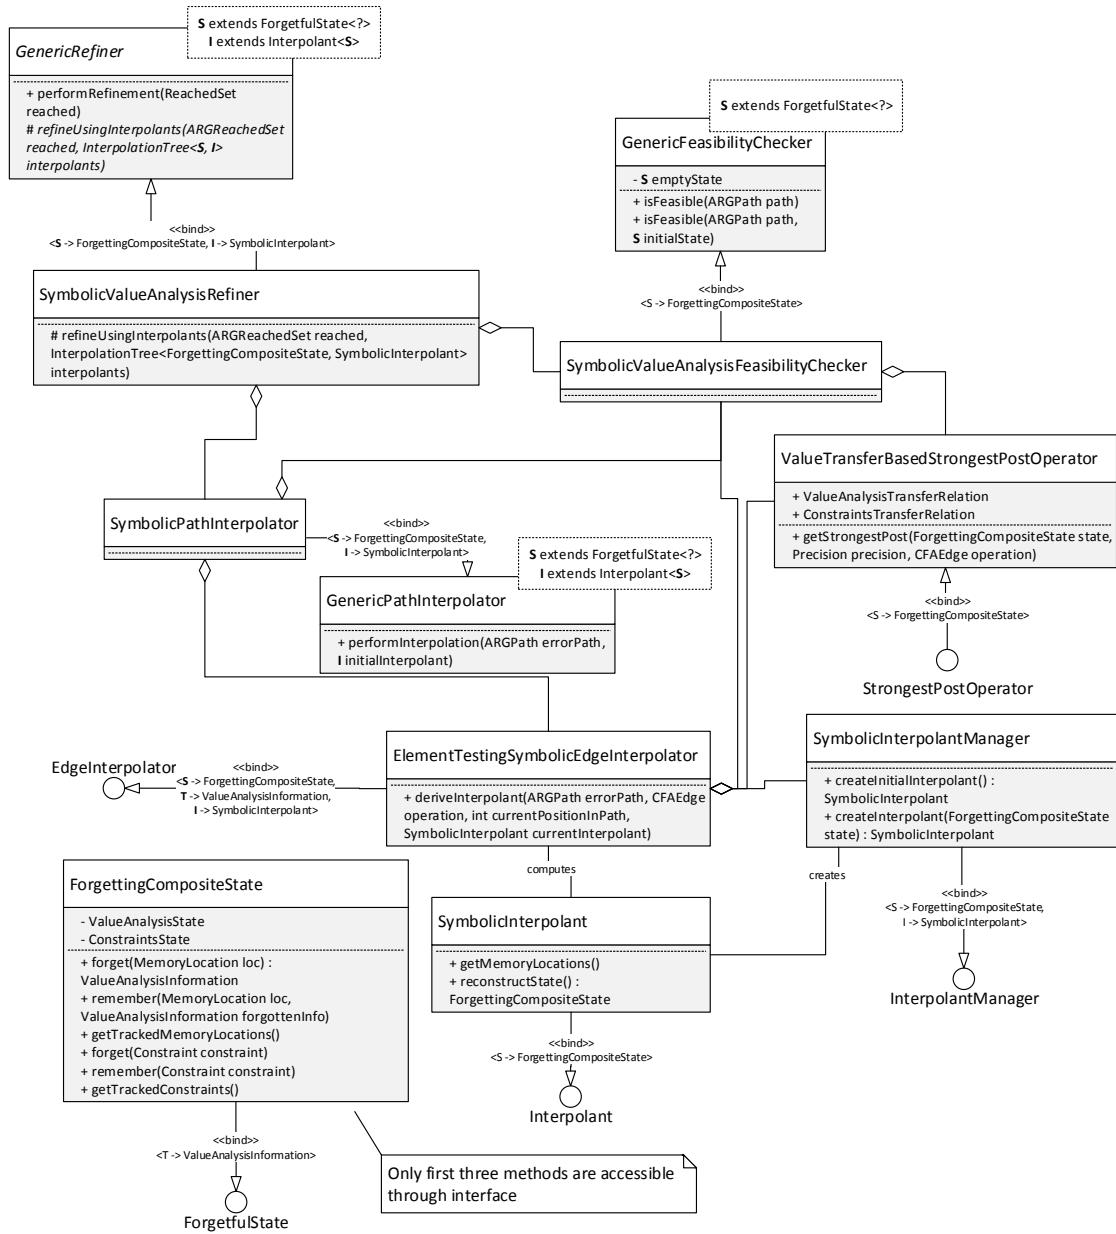 S extends ForgetfulState<?>
I extends Interpolant<S>
GenericRefiner
+ performRefinement(ReachedSet
reached)
# refineUsingInterpolants(ARGReachedSet
reached, InterpolationTree<S, I>
interpolants)
<<bind>>
<S -> ForgettingCompositeState, I -> SymbolicInterpolant>
S extends ForgetfulState<?>
GenericFeasibilityChecker
- S emptyState
+ isFeasible(ARGPath path)
+ isFeasible(ARGPath path,
S initialState)
<<bind>>
<S -> ForgettingCompositeState>
SymbolicValueAnalysisRefiner
# refineUsingInterpolants(ARGReachedSet reached,
InterpolationTree<ForgettingCompositeState, SymbolicInterpolant>
interpolants)
SymbolicValueAnalysisFeasibilityChecker
ValueTransferBasedStrongestPostOperator
+ ValueAnalysisTransferRelation
+ ConstraintsTransferRelation
+ getStrongestPost(ForgettingCompositeState state,
Precision precision, CFAEdge operation)
<<bind>>
<S -> ForgettingCompositeState>
StrongestPostOperator
SymbolicPathInterpolator
<<bind>>
<S -> ForgettingCompositeState,
I -> SymbolicInterpolant>
S extends ForgetfulState<?>
I extends Interpolant<S>
GenericPathInterpolator
+ performInterpolation(ARGPath errorPath,
I initialInterpolant)
EdgeInterpolator
<<bind>>
<S -> ForgettingCompositeState,
T -> ValueAnalysisInformation,
I -> SymbolicInterpolant>
ElementTestingSymbolicEdgeInterpolator
+ deriveInterpolant(ARGPath errorPath, CFAEdge
operation, int currentPositionInPath,
SymbolicInterpolant currentInterpolant)
SymbolicInterpolantManager
+ createInitialInterpolant() :
SymbolicInterpolant
+ createInterpolant(ForgettingCompositeState
state) : SymbolicInterpolant
computes
creates
<<bind>>
<S -> ForgettingCompositeState,
I -> SymbolicInterpolant>
InterpolantManager
ForgettingCompositeState
- ValueAnalysisState
- ConstraintsState
+ forget(MemoryLocation loc) :
ValueAnalysisInformation
+ remember(MemoryLocation loc,
ValueAnalysisInformation forgottenInfo)
+ getTrackedMemoryLocations()
+ forget(Constraint constraint)
+ remember(Constraint constraint)
+ getTrackedConstraints()
<<bind>>
<T -> ValueAnalysisInformation>
ForgetfulState
SymbolicInterpolant
+ getMemoryLocations()
+ reconstructState() :
ForgettingCompositeState
<<bind>>
<S -> ForgettingCompositeState>
Interpolant
Only first three methods are accessible
through interface